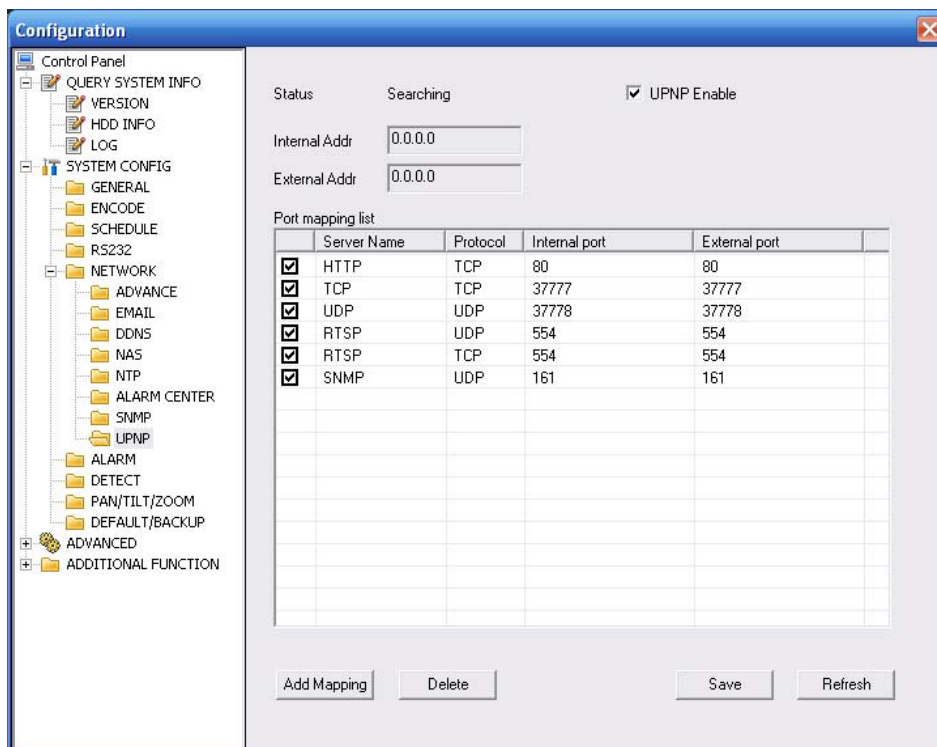 Configuration
Control Panel
QUERY SYSTEM INFO
VERSION
HDD INFO
LOG
SYSTEM CONFIG
GENERAL
ENCODE
SCHEDULE
RS232
NETWORK
ADVANCE
EMAIL
DDNS
NAS
NTP
ALARM CENTER
SNMP
UPNP
ALARM
DETECT
PAN/TILT/ZOOM
DEFAULT/BACKUP
ADVANCED
ADDITIONAL FUNCTION
Status Searching UPNP Enable
Internal Addr 0.0.0.0
External Addr 0.0.0.0
Port mapping list
Server Name Protocol Internal port External port
HTTP TCP 80 80
TCP TCP 37777 37777
UDP UDP 37778 37778
RTSP UDP 554 554
RTSP TCP 554 554
SNMP UDP 161 161
Add Mapping Delete Save Refresh